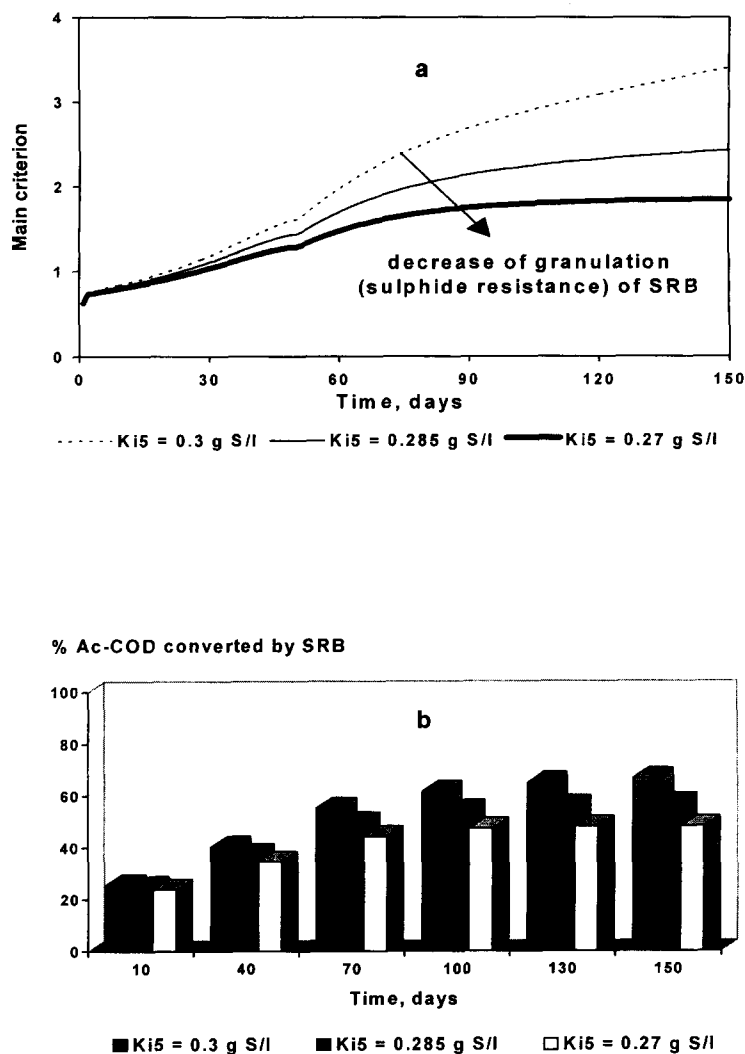 4
3
2
1
0
Main criterion
a
decrease of granulation
(sulphide resistance) of SRB
0 30 60 90 120 150
Time, days
Ki5 = 0.3 g S/l Ki5 = 0.285 g S/l Ki5 = 0.27 g S/l
% Ac-COD converted by SRB
b
100
80
60
40
20
0
10 40 70 100 130 150
Time, days
Ki5 = 0.3 g S/l Ki5 = 0.285 g S/l Ki5 = 0.27 g S/l